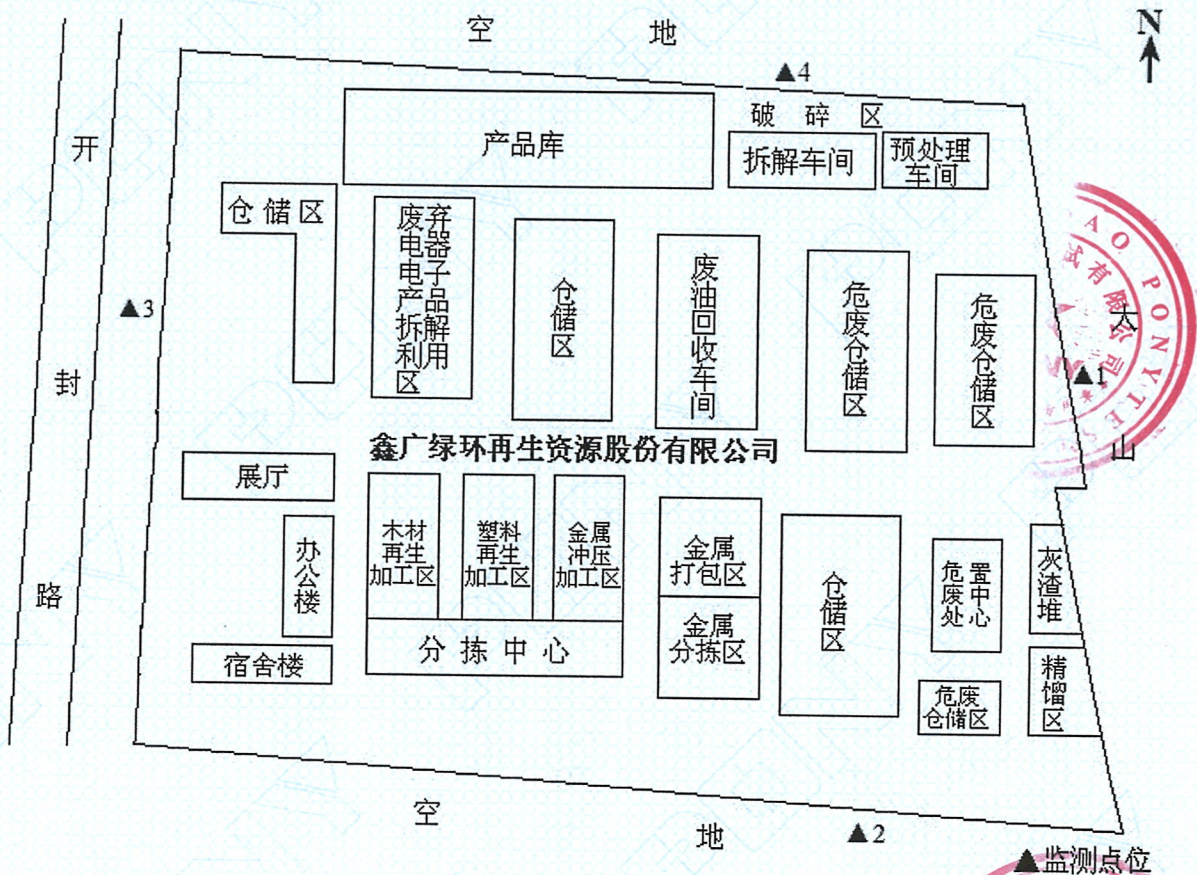 空 地
N
▲4
开
封
路
产品库
破 碎 区
拆解车间
预处理
车间
仓储区
废弃
电器
电子
产品
拆解
利用
区
仓储区
废油回收车间
危废仓储区
危废仓储区
▲3
大
山
▲1
AO PONYTES
有限公司
鑫广绿环再生资源股份有限公司
展厅
办公楼
宿舍楼
木材
再生
加工区
塑料
再生
加工区
金属
冲压
加工区
分拣中心
金属
打包区
金属
分拣区
仓储区
危废处
置中心
灰渣堆
危废
仓储区
精馏区
空 地
▲2
▲监测点位